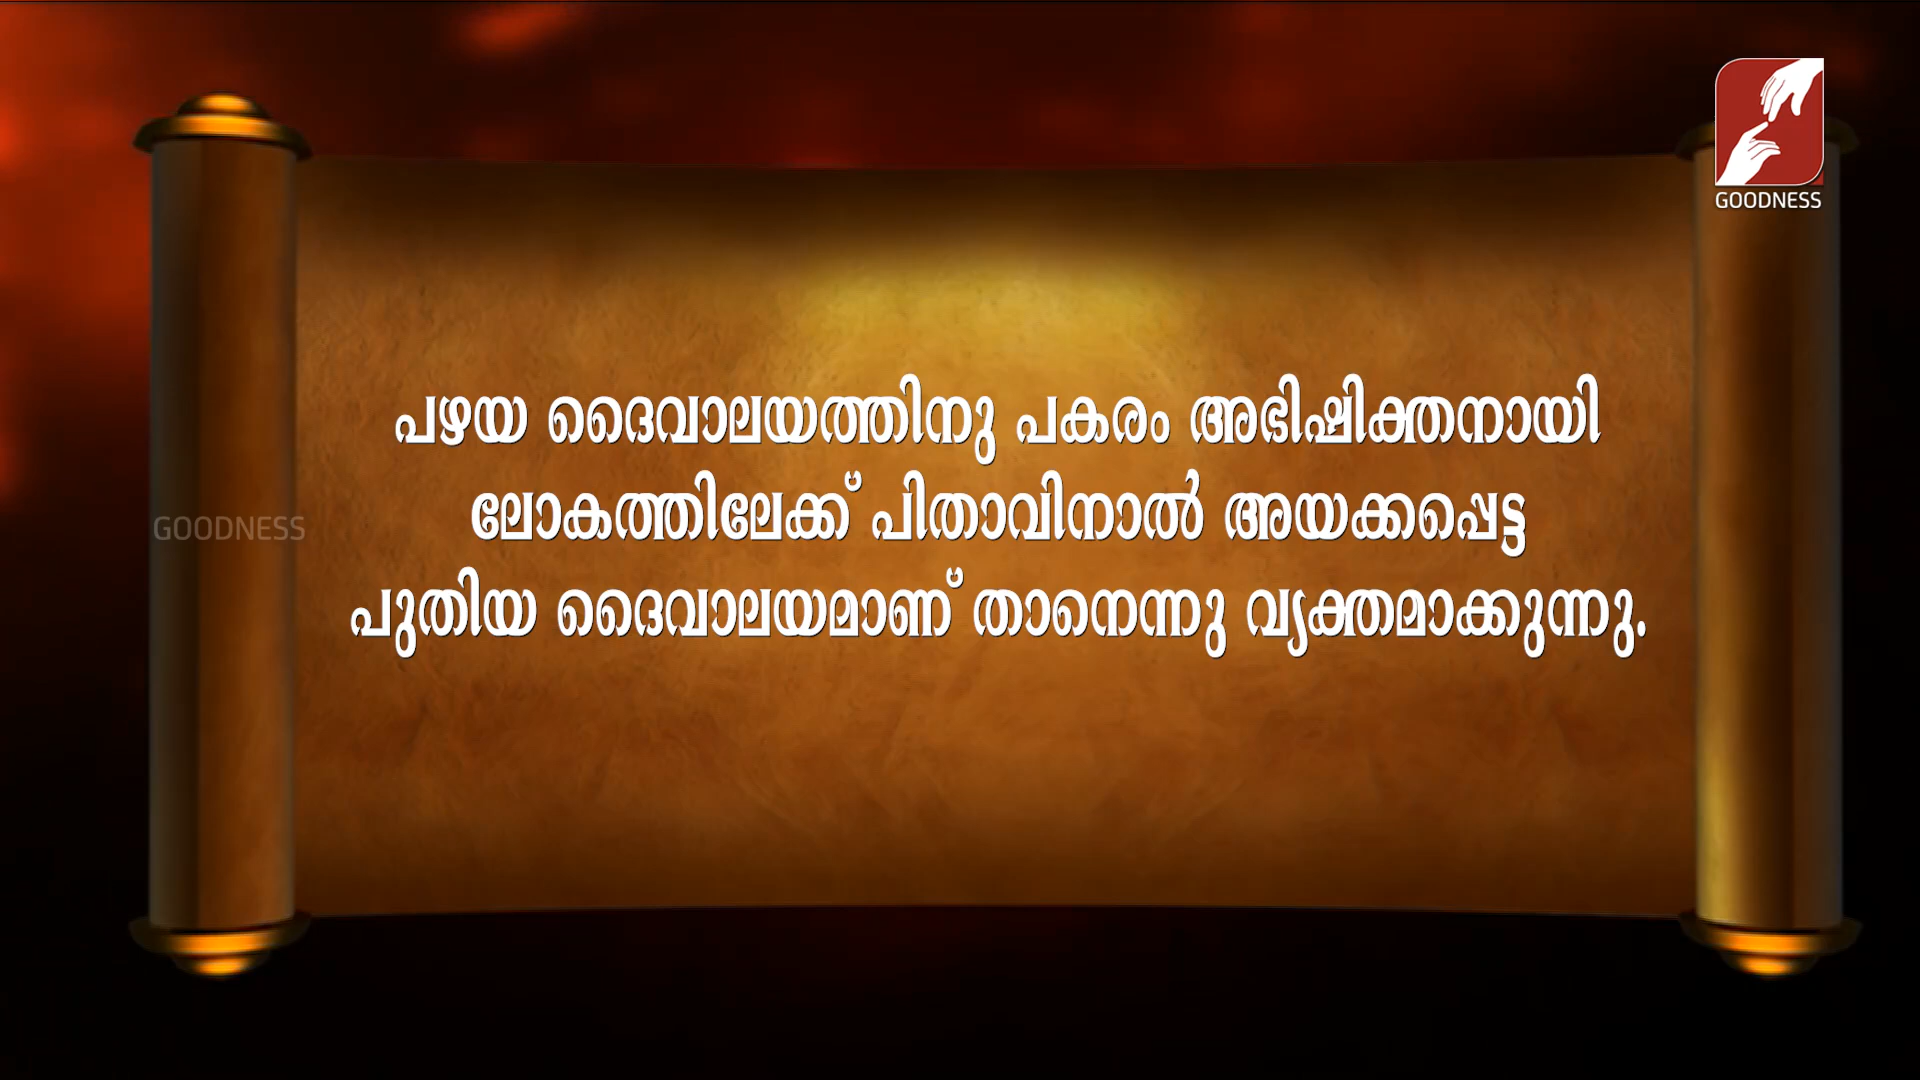 GOODNESS
പഴയ ദൈവാലയത്തിനു പകരം അഭിഷിക്തനായി
ലോകത്തിലേക്ക് പിതാവിനാൽ അയക്കപ്പെട്ട
GOODNESS
പുതിയ ദൈവാലയമാണ് താനെന്നു വ്യക്തമാക്കുന്നു.